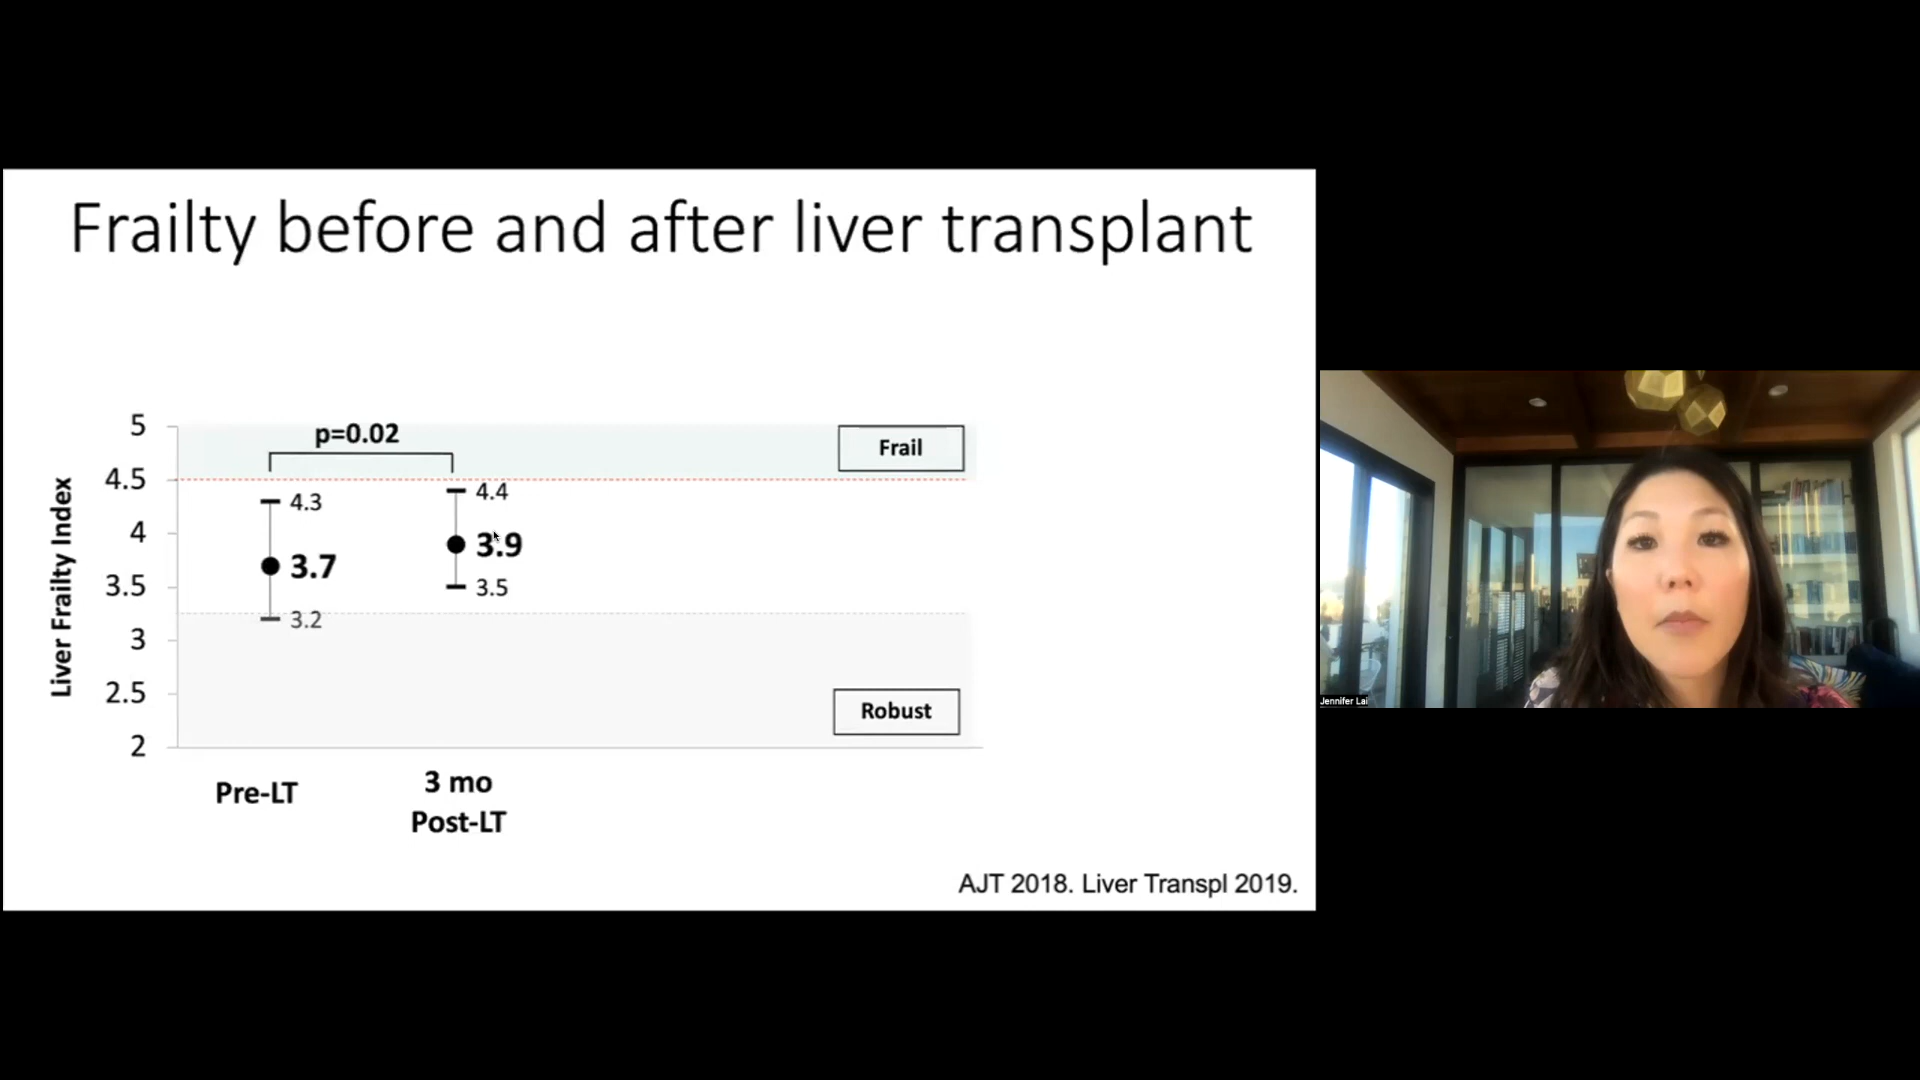 Frailty before and after liver transplant
Liver Frailty Index
5
4.5
4
3.5
3
2.5
2
p=0.02
Frail
4.3
3.7
3.2
4.4
3.9
3.5
Robust
Pre-LT
3 mo
Post-LT
AJT 2018. Liver Transpl 2019.
Jennifer Lai